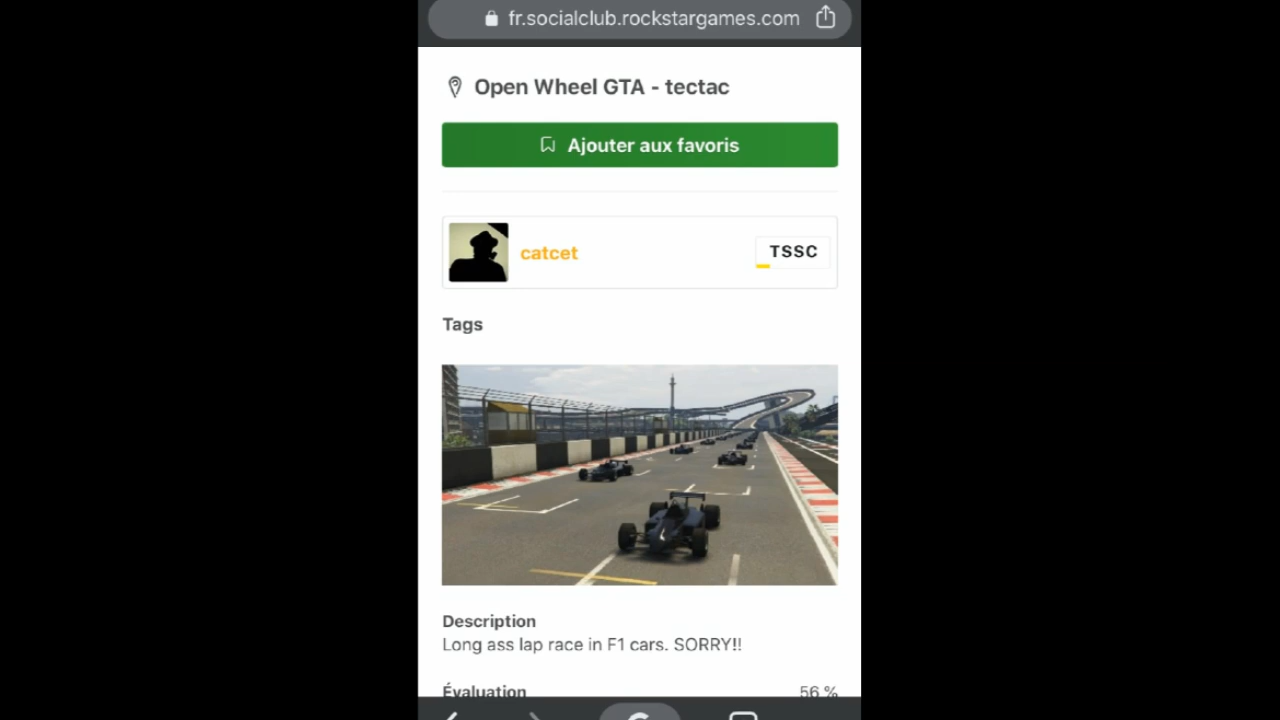 fr.socialclub.rockstargames.com
Open Wheel GTA - tectac
Ajouter aux favoris
catcet
TSSC
Tags
Description
Long ass lap race in F1 cars. SORRY!!
Évaluation 56 %